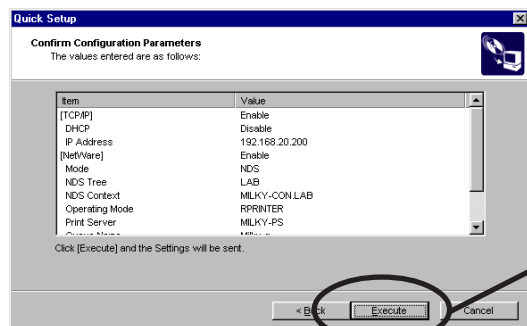 Quick Setup
Confirm Configuration Parameters
The values entered are as follows:
Item Value
[TCP/IP] Enable
DHCP Disable
IP Address 192.168.20.200
[NetWare] Enable
Mode NDS
NDS Tree LAB
NDS Context MILKY-CON.LAB
Operating Mode RPRINTER
Print Server MILKY-PS
Click [Execute] and the Settings will be sent.
< Back Execute Cancel